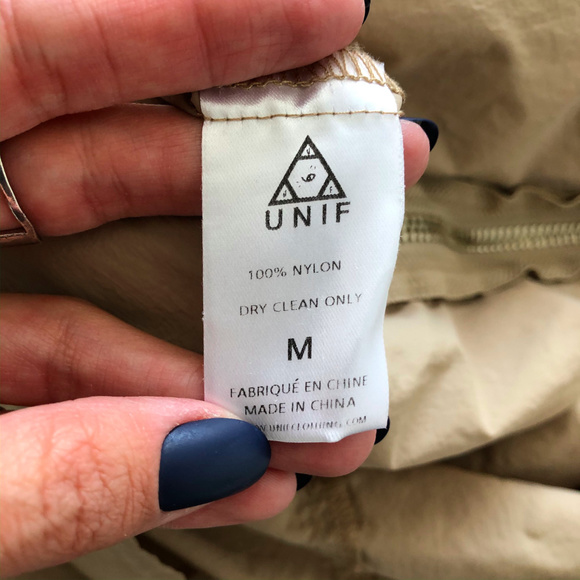 UNIF
100% NYLON
DRY CLEAN ONLY
M
FABRIQUÉ EN CHINE
MADE IN CHINA